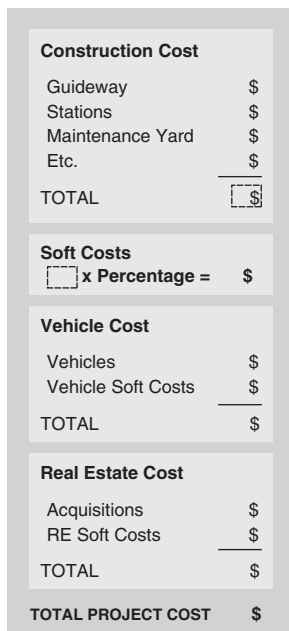 Construction Cost
Guideway $
Stations $
Maintenance Yard $
Etc. $
TOTAL $
Soft Costs
x Percentage = $
Vehicle Cost
Vehicles $
Vehicle Soft Costs $
TOTAL $
Real Estate Cost
Acquisitions $
RE Soft Costs $
TOTAL $
TOTAL PROJECT COST $